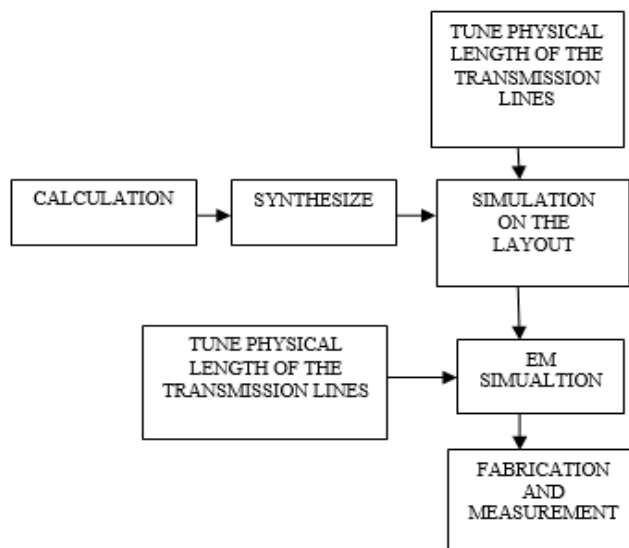 TUNE PHYSICAL
LENGTH OF THE
TRANSMISSION
LINES
CALCULATION
SYNTHESIZE
SIMULATION
ON THE
LAYOUT
TUNE PHYSICAL
LENGTH OF THE
TRANSMISSION LINES
EM
SIMUALTION
FABRICATION
AND
MEASUREMENT